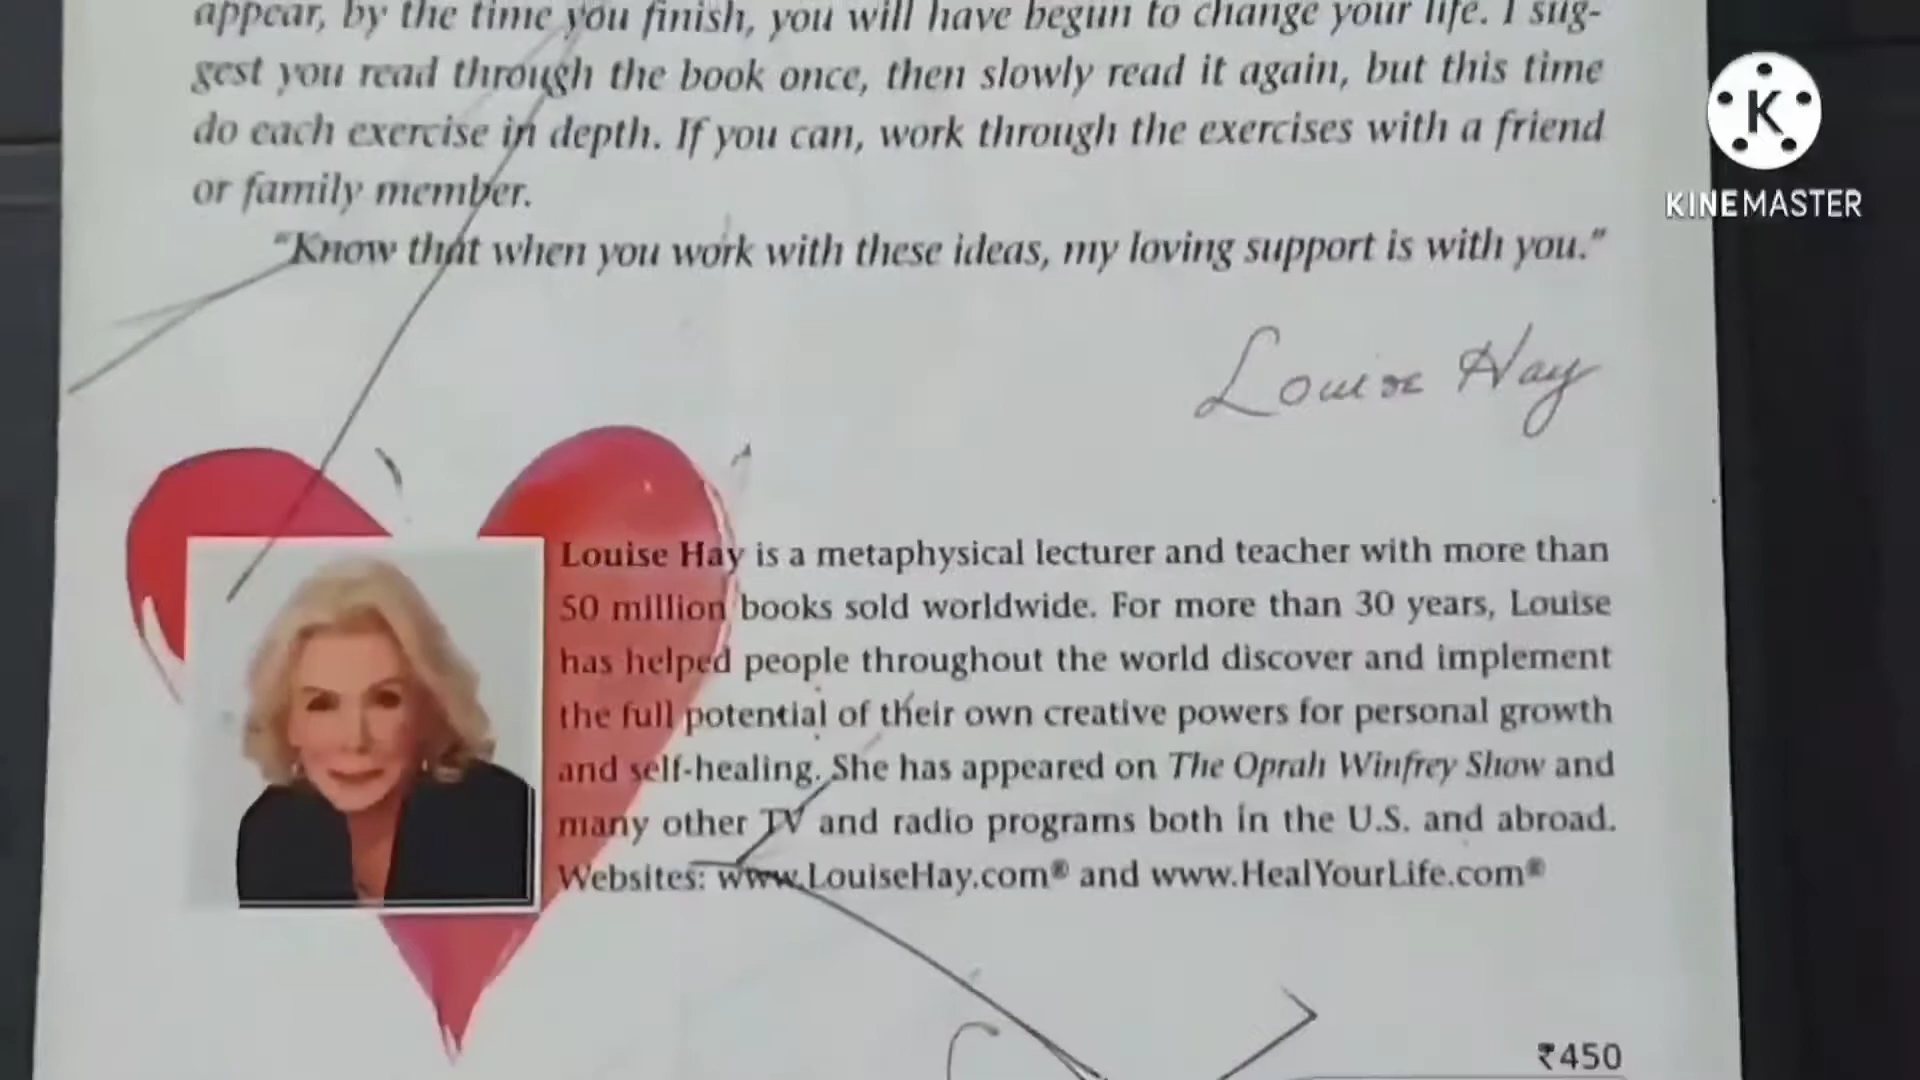 appear, by the time you finish, you will have begun to change your life. I sug-
gest you read through the book once, then slowly read it again, but this time
do each exercise in depth. If you can, work through the exercises with a friend
or family member.
"Know that when you work with these ideas, my loving support is with you."
Louise Hay
Louise Hay is a metaphysical lecturer and teacher with more than
50 million books sold worldwide. For more than 30 years, Louise
has helped people throughout the world discover and implement
the full potential of their own creative powers for personal growth
and self-healing. She has appeared on The Oprah Winfrey Show and
many other TV and radio programs both in the U.S. and abroad.
Websites: www.LouiseHay.com® and www.HealYourLife.com®
₹450
K
KINEMASTER